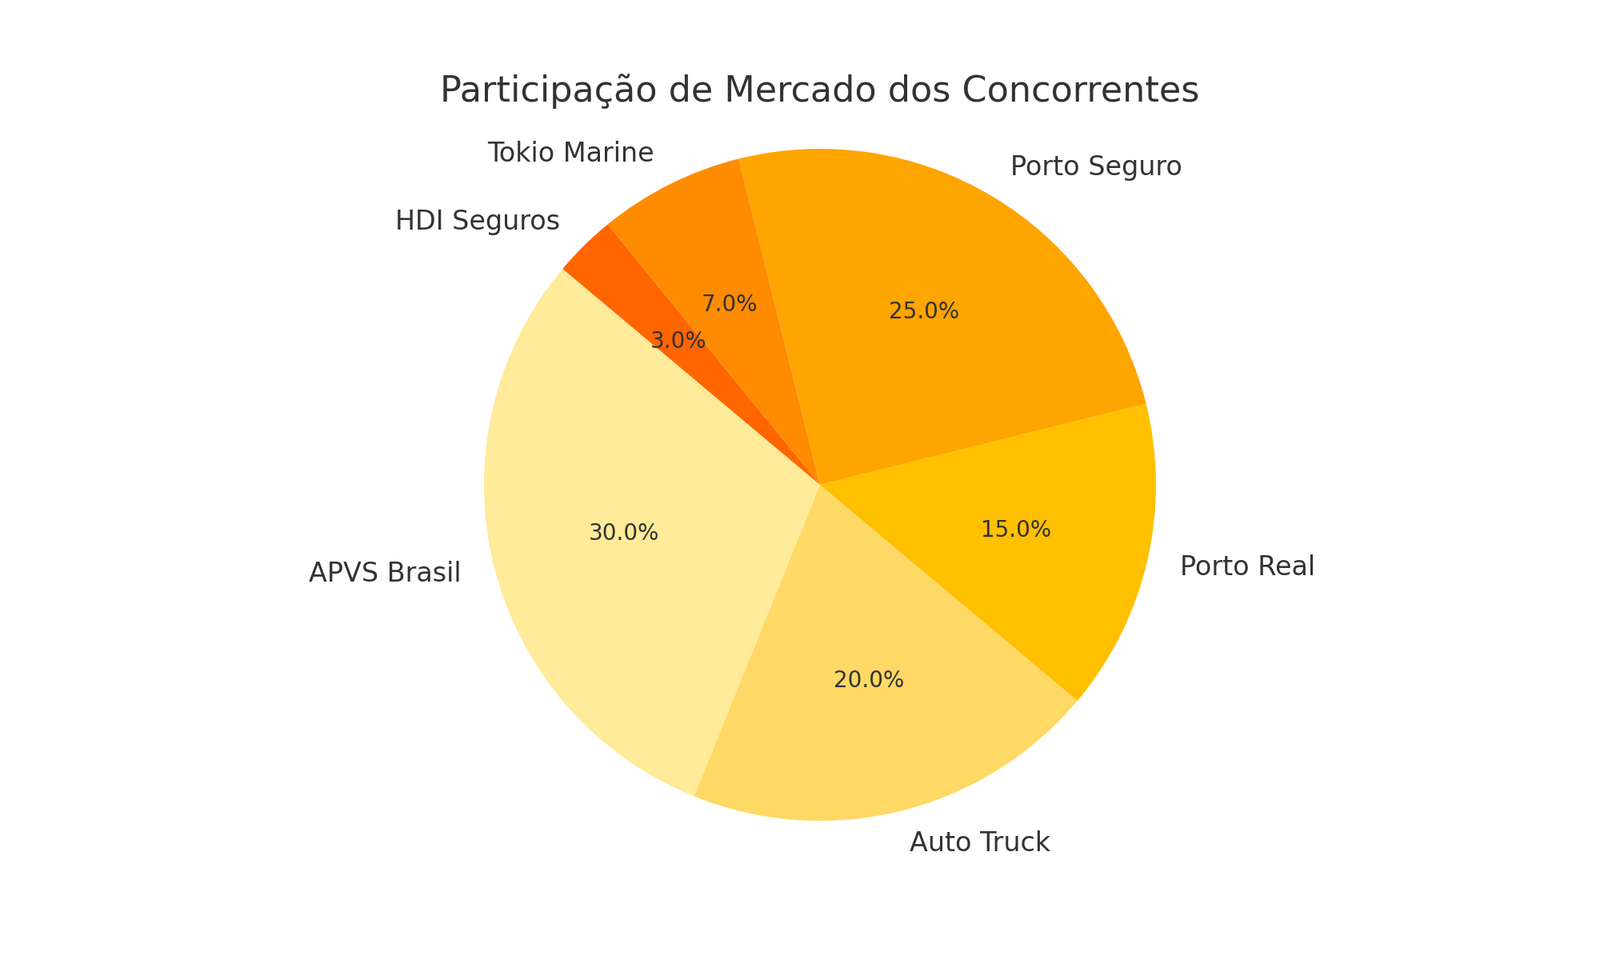 Participação de Mercado dos Concorrentes
Tokio Marine
Porto Seguro
HDI Seguros
7.0%
25.0%
3.0%
30.0%
15.0%
APVS Brasil
Porto Real
20.0%
Auto Truck